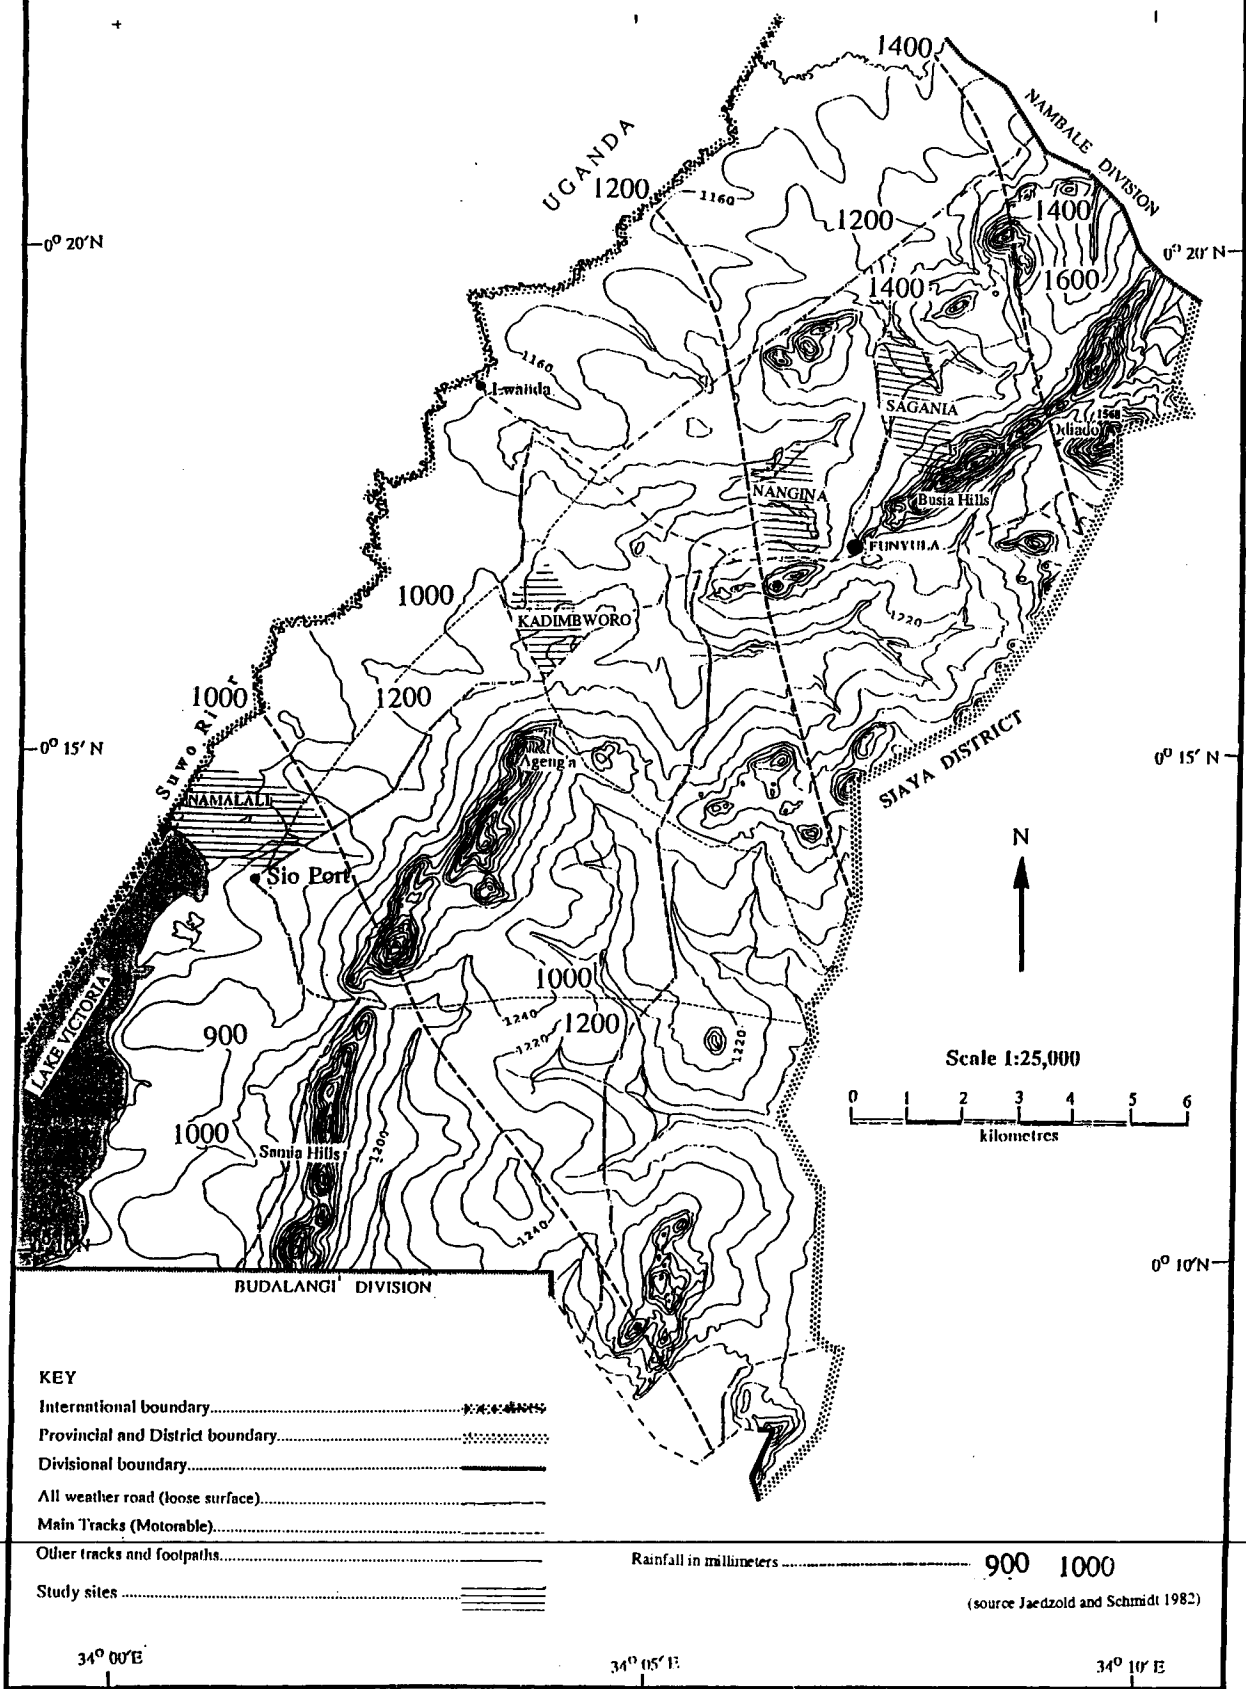 1400
NAMBALE DIVISION
UGANDA
1200
1160
1200
1400
0° 20' N
0° 20' N
1400
1600
1160
Lwanda
SAGANIA
1568
Odiado
NANGINA
Busia Hills
FUNYULA
1000
KADIMBWORO
1220
1000
1200
Suwo River
0° 15' N
0° 15' N
Ageng'a
SIAYA DISTRICT
NAMALALI
N
Sio Port
LAKE VICTORIA
1000
900
1240
1200
1220
1220
Scale 1:25,000
0 1 2 3 4 5 6
kilometres
1000
Samia Hills
1200
1240
0° 10' N
0° 10' N
BUDALANGI DIVISION
KEY
International boundary
Provincial and District boundary
Divisional boundary
All weather road (loose surface)
Main Tracks (Motorable)
Other tracks and footpaths
Rainfall in millimeters 900 1000
Study sites
(source Jaedzold and Schmidt 1982)
34° 00' E
34° 05' E
34° 10' E